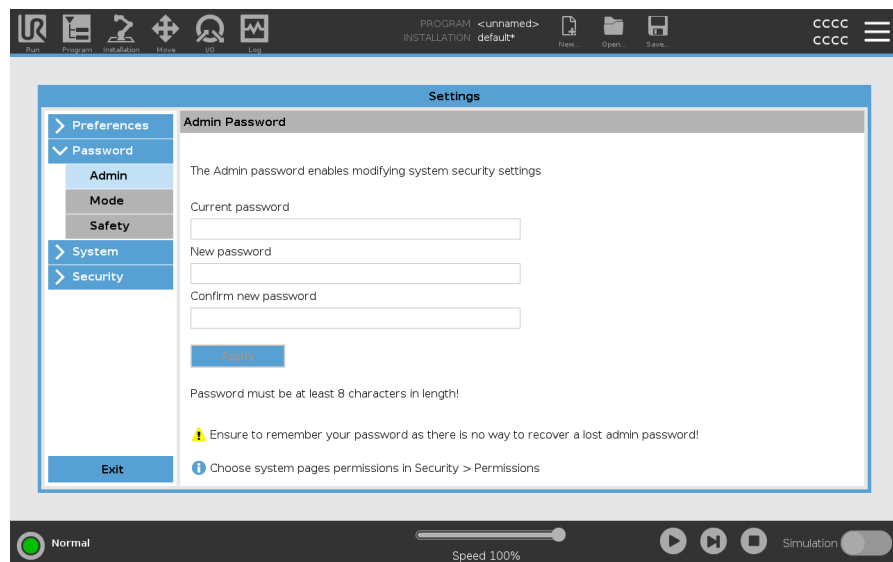 PROGRAM <unnamed> CCCC
INSTALLATION default* CCCC
Run Program Installation Move I/O Log New... Open... Save...
Settings
Preferences
Admin Password
Password
Admin
The Admin password enables modifying system security settings
Mode
Current password
Safety
System
New password
Security
Confirm new password
Apply
Password must be at least 8 characters in length!
Ensure to remember your password as there is no way to recover a lost admin password!
Exit
Choose system pages permissions in Security > Permissions
Normal
Speed 100%
Simulation